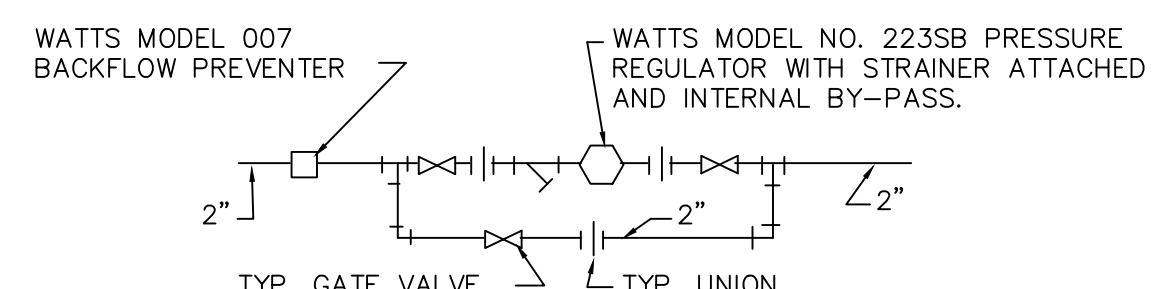 WATTS MODEL 007
BACKFLOW PREVENTER
WATTS MODEL NO. 223SB PRESSURE
REGULATOR WITH STRAINER ATTACHED
AND INTERNAL BY-PASS.
2"
2"
2"
TYP. GATE VALVE
TYP. UNION